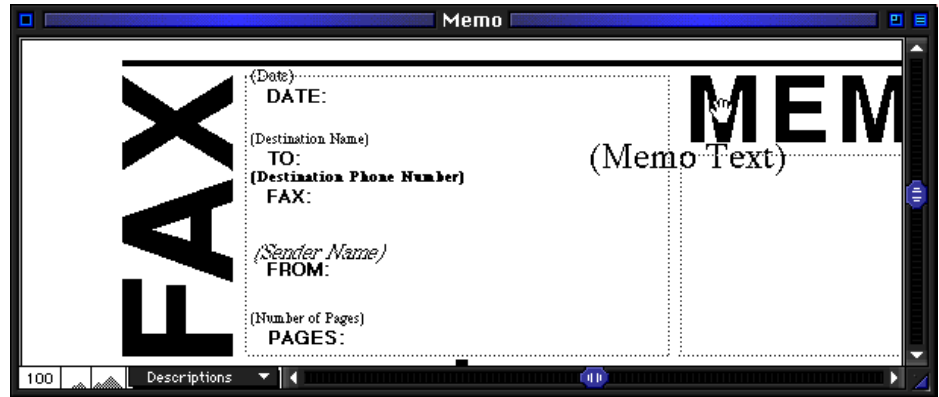 Memo
FAX
(Date)
DATE:
(Destination Name)
TO:
(Destination Phone Number)
FAX:
(Sender Name)
FROM:
(Number of Pages)
PAGES:
MEM
(Memo Text)
100
Descriptions